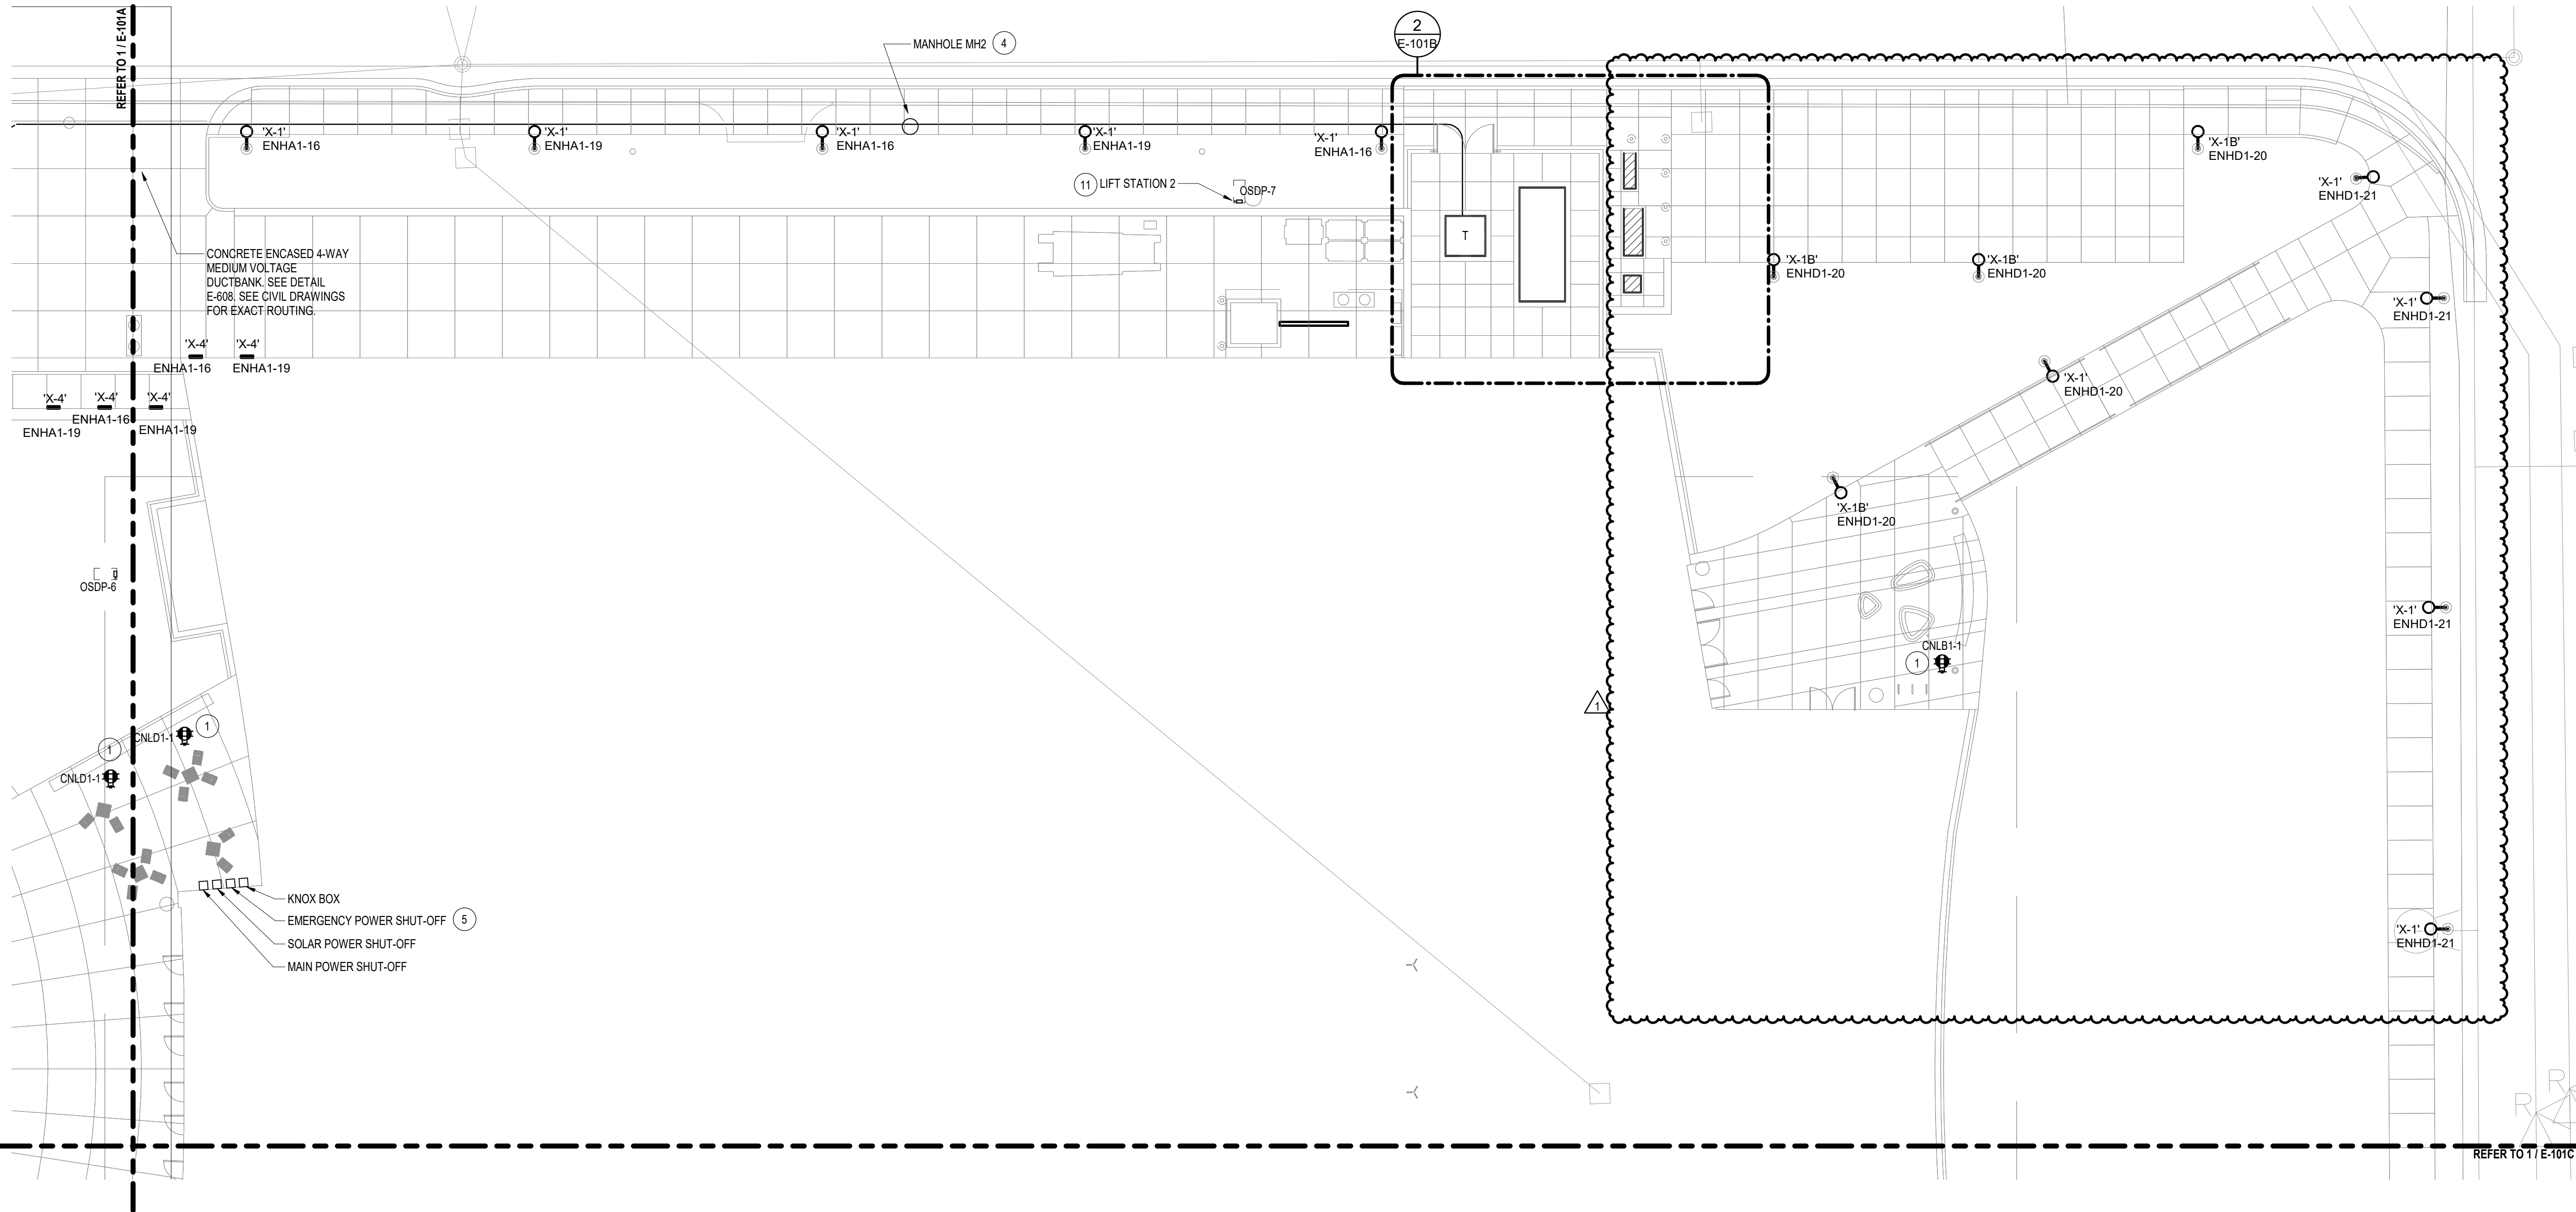 REFER TO 1 / E-101A
MANHOLE MH2
4
2
E-101B
'X-1'
ENHA1-16
'X-1'
ENHA1-19
'X-1'
ENHA1-16
'X-1'
ENHA1-19
'X-1'
ENHA1-16
'X-1B'
ENHD1-20
'X-1'
ENHD1-21
11
LIFT STATION 2
OSDP-7
T
CONCRETE ENCASED 4-WAY
MEDIUM VOLTAGE
DUCTBANK. SEE DETAIL
E-608. SEE CIVIL DRAWINGS
FOR EXACT ROUTING.
'X-1B'
ENHD1-20
'X-1B'
ENHD1-20
'X-1'
ENHD1-21
'X-4'
ENHA1-16
'X-4'
ENHA1-19
'X-1'
ENHD1-20
'X-4'
ENHA1-19
'X-4'
ENHA1-16
'X-4'
ENHA1-19
'X-1B'
ENHD1-20
OSDP-6
'X-1'
ENHD1-21
CNLB1-1
1
1
1
CNLD1-1
1
CNLD1-1
KNOX BOX
EMERGENCY POWER SHUT-OFF
5
SOLAR POWER SHUT-OFF
MAIN POWER SHUT-OFF
'X-1'
ENHD1-21
R
R
REFER TO 1 / E-101C